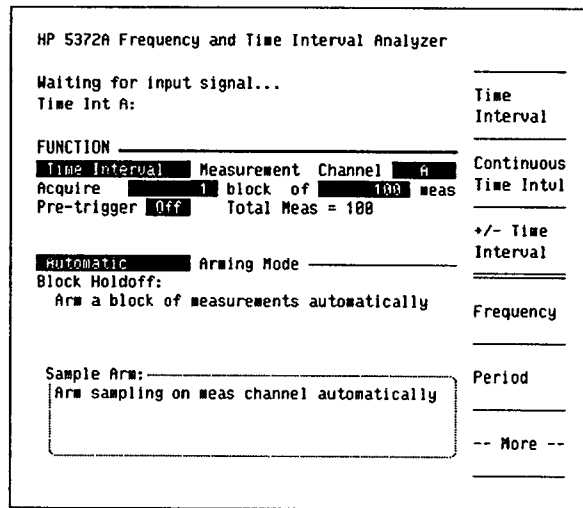 HP 5372A Frequency and Time Interval Analyzer
Waiting for input signal...
Time Int A:
FUNCTION
Time Interval Measurement Channel A
Acquire 1 block of 100 meas
Pre-trigger Off Total Meas = 100
Automatic Arming Mode
Block Holdoff:
Arm a block of measurements automatically
Sample Arm:
Arm sampling on meas channel automatically
Time
Interval
Continuous
Time Intvl
+/- Time
Interval
Frequency
Period
-- More --